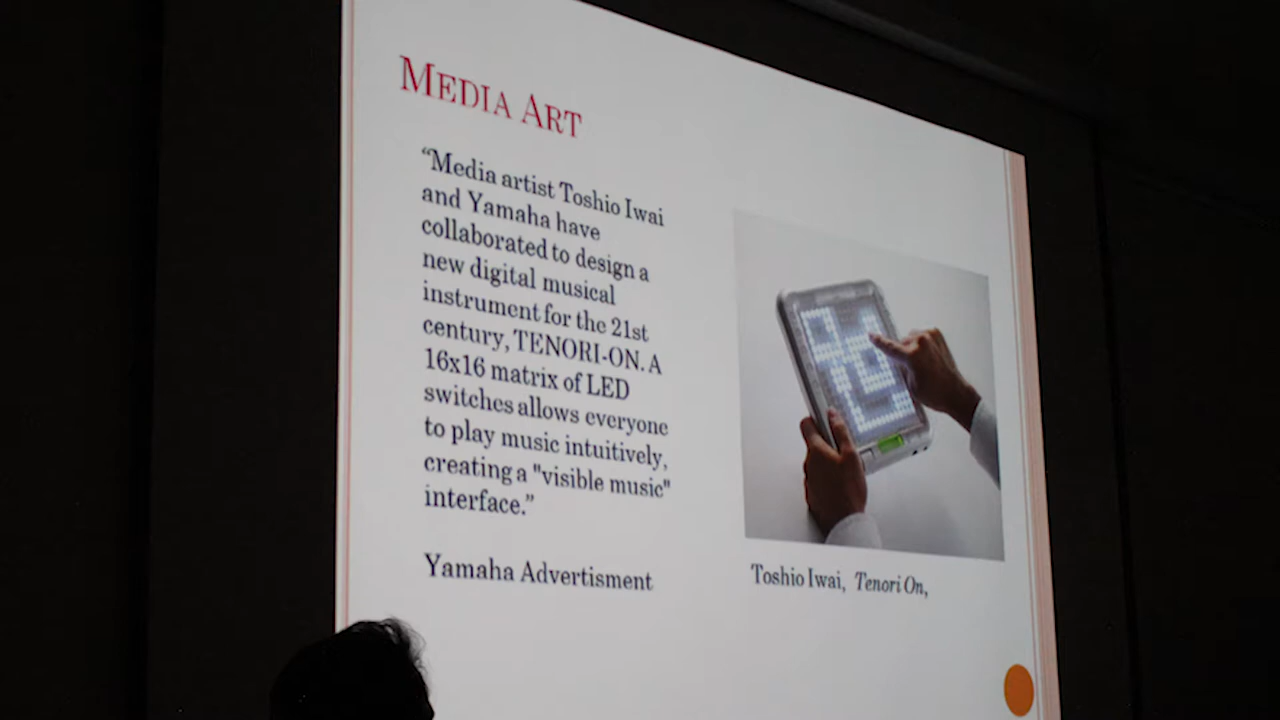 MEDIA ART
“Media artist Toshio Iwai
and Yamaha have
collaborated to design a
new digital musical
instrument for the 21st
century, TENORI-ON. A
16x16 matrix of LED
switches allows everyone
to play music intuitively,
creating a "visible music"
interface.”
Yamaha Advertisment
Toshio Iwai, Tenori On,